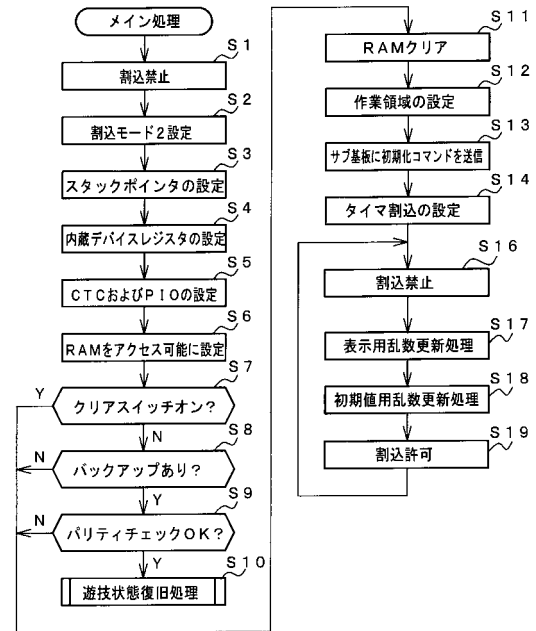 メイン処理
S1
割込禁止
S2
割込モード2設定
S3
スタックポインタの設定
S4
内蔵デバイスレジスタの設定
S5
CTCおよびPIOの設定
S6
RAMをアクセス可能に設定
S7
Y
クリアスイッチオン?
N
S8
N
バックアップあり?
Y
S9
N
パリティチェックOK?
Y
S10
遊技状態復旧処理
S11
RAMクリア
S12
作業領域の設定
S13
サブ基板に初期化コマンドを送信
S14
タイマ割込の設定
S16
割込禁止
S17
表示用乱数更新処理
S18
初期値用乱数更新処理
S19
割込許可